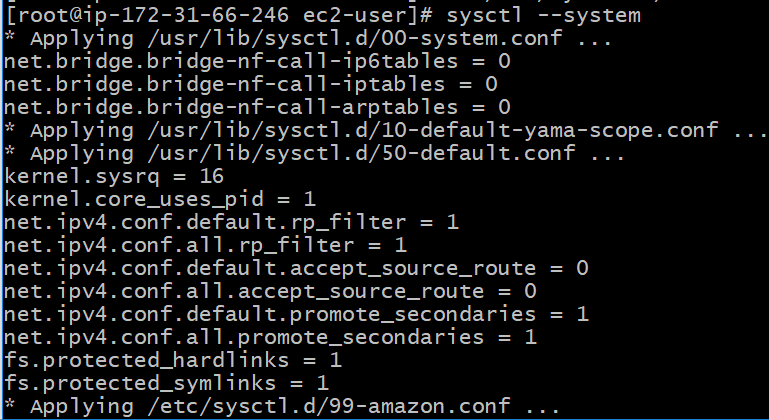 [root@ip-172-31-66-246 ec2-user]# sysctl --system
* Applying /usr/lib/sysctl.d/00-system.conf ...
net.bridge.bridge-nf-call-ip6tables = 0
net.bridge.bridge-nf-call-iptables = 0
net.bridge.bridge-nf-call-arptables = 0
* Applying /usr/lib/sysctl.d/10-default-yama-scope.conf ...
* Applying /usr/lib/sysctl.d/50-default.conf ...
kernel.sysrq = 16
kernel.core_uses_pid = 1
net.ipv4.conf.default.rp_filter = 1
net.ipv4.conf.all.rp_filter = 1
net.ipv4.conf.default.accept_source_route = 0
net.ipv4.conf.all.accept_source_route = 0
net.ipv4.conf.default.promote_secondaries = 1
net.ipv4.conf.all.promote_secondaries = 1
fs.protected_hardlinks = 1
fs.protected_symlinks = 1
* Applying /etc/sysctl.d/99-amazon.conf ...